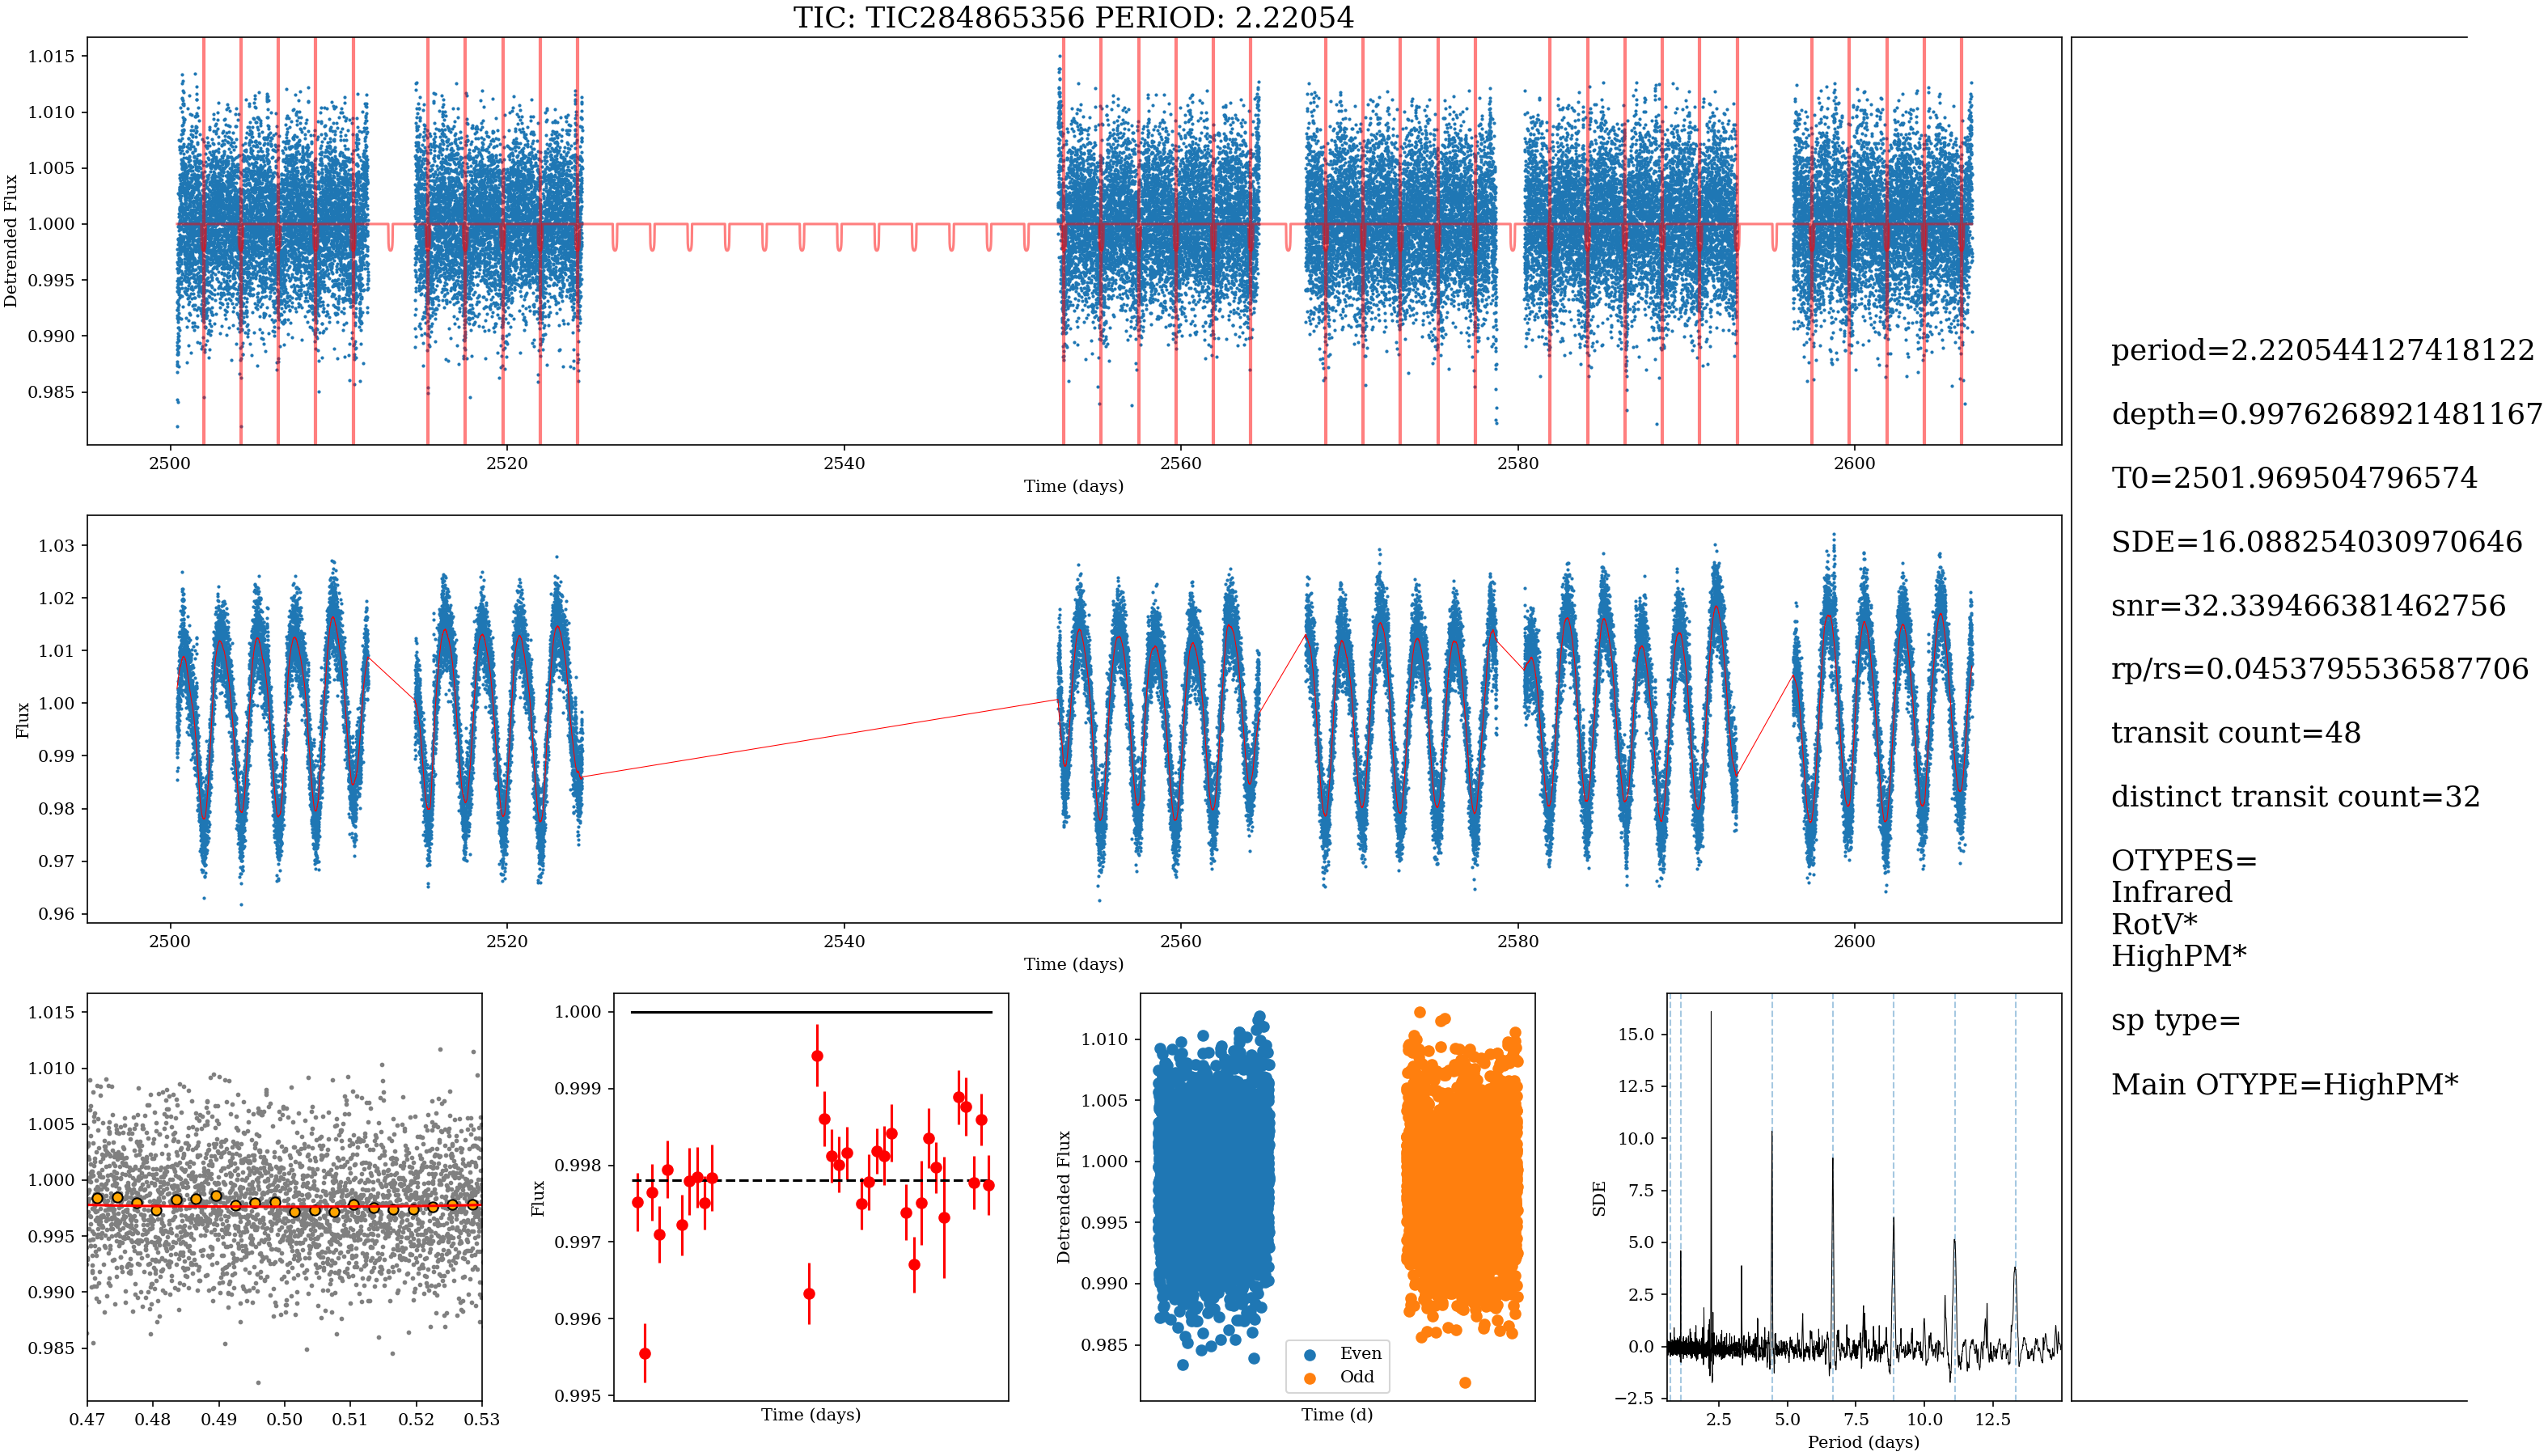 TIC: TIC284865356 PERIOD: 2.22054
1.015
1.010
1.005
1.000
0.995
0.990
0.985
Detrended Flux
2500
2520
2540
2560
2580
2600
Time (days)
1.03
1.02
1.01
1.00
0.99
0.98
0.97
0.96
Flux
2500
2520
2540
2560
2580
2600
Time (days)
1.015
1.010
1.005
1.000
0.995
0.990
0.985
0.47
0.48
0.49
0.50
0.51
0.52
0.53
1.000
0.999
0.998
0.997
0.996
0.995
Flux
Time (days)
1.010
1.005
1.000
0.995
0.990
0.985
Detrended Flux
Even
Odd
Time (d)
15.0
12.5
10.0
7.5
5.0
2.5
0.0
−2.5
SDE
2.5
5.0
7.5
10.0
12.5
Period (days)
period=2.220544127418122
depth=0.9976268921481167
T0=2501.969504796574
SDE=16.088254030970646
snr=32.339466381462756
rp/rs=0.0453795536587706
transit count=48
distinct transit count=32
OTYPES=
Infrared
RotV*
HighPM*
sp type=
Main OTYPE=HighPM*